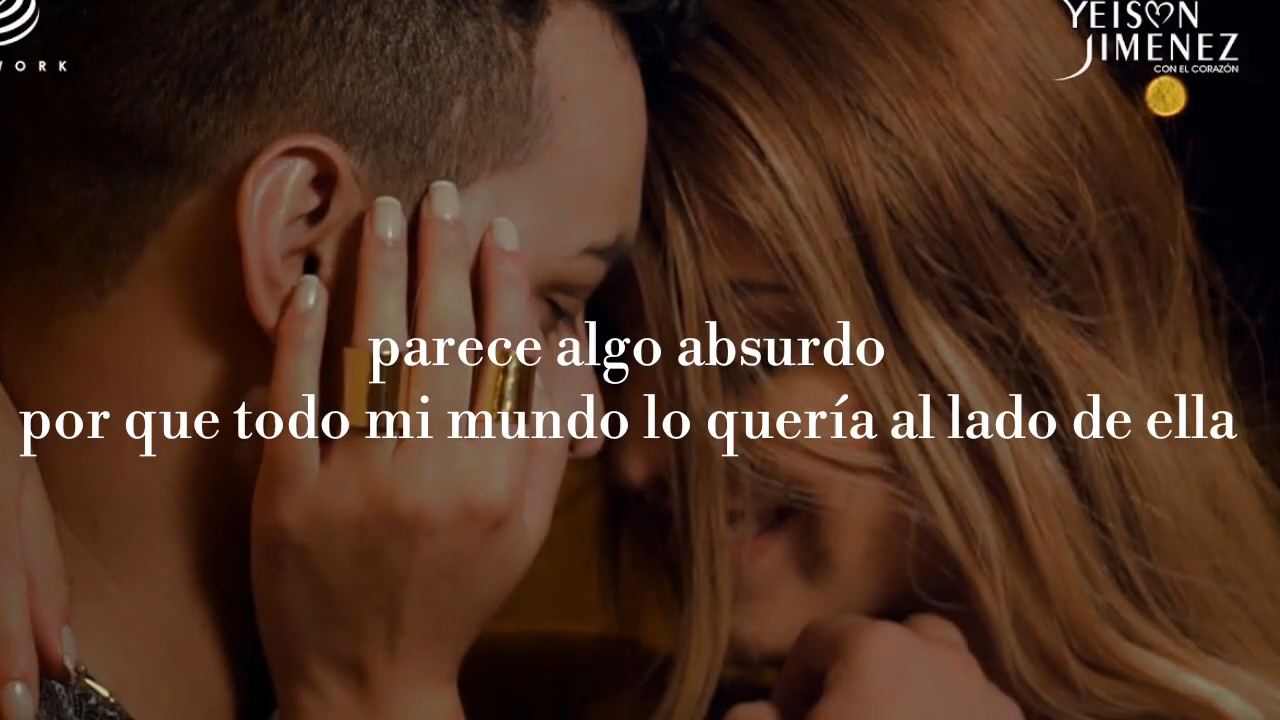 YEISON
JIMENEZ
CON EL CORAZÓN
WORK
parece algo absurdo
por que todo mi mundo lo quería al lado de ella